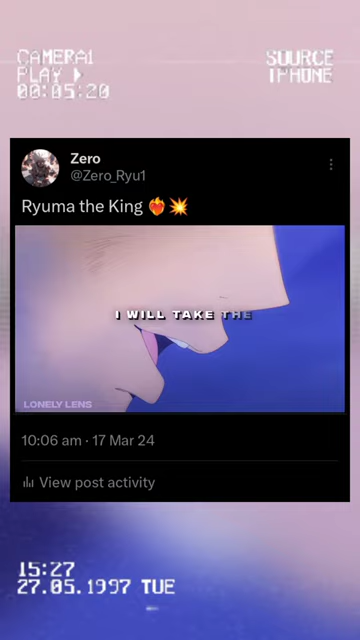 CAMERA1
PLAY
00:05:20
SOURCE
IPHONE
Zero
@Zero_Ryu1
Ryuma the King ❤️‍🔥💥
I WILL TAKE THE
LONELY LENS
10:06 am · 17 Mar 24
View post activity
15:27
27.05.1997 TUE